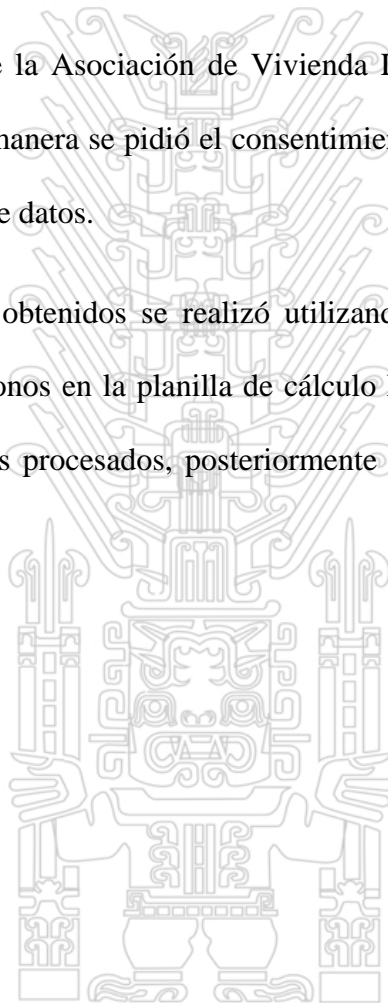 la Asociación de Vivienda
manera se pidió el consentimien
e datos.
obtenidos se realizó utilizand
onos en la planilla de cálculo
s procesados, posteriormente